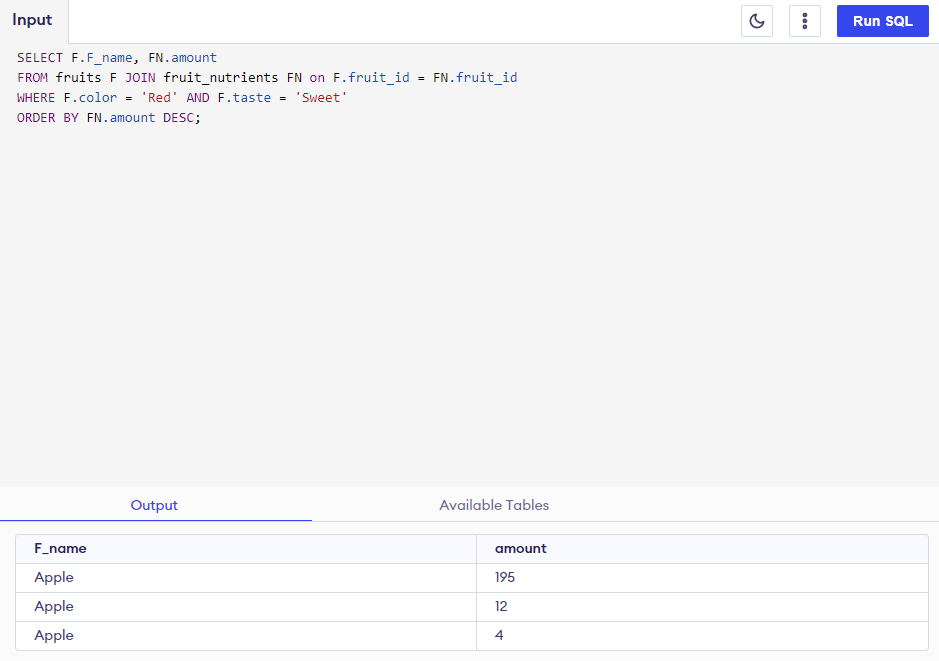 Input
Run SQL
SELECT F.F_name, FN.amount
FROM fruits F JOIN fruit_nutrients FN on F.fruit_id = FN.fruit_id
WHERE F.color = 'Red' AND F.taste = 'Sweet'
ORDER BY FN.amount DESC;
Output Available Tables
F_name amount
Apple 195
Apple 12
Apple 4